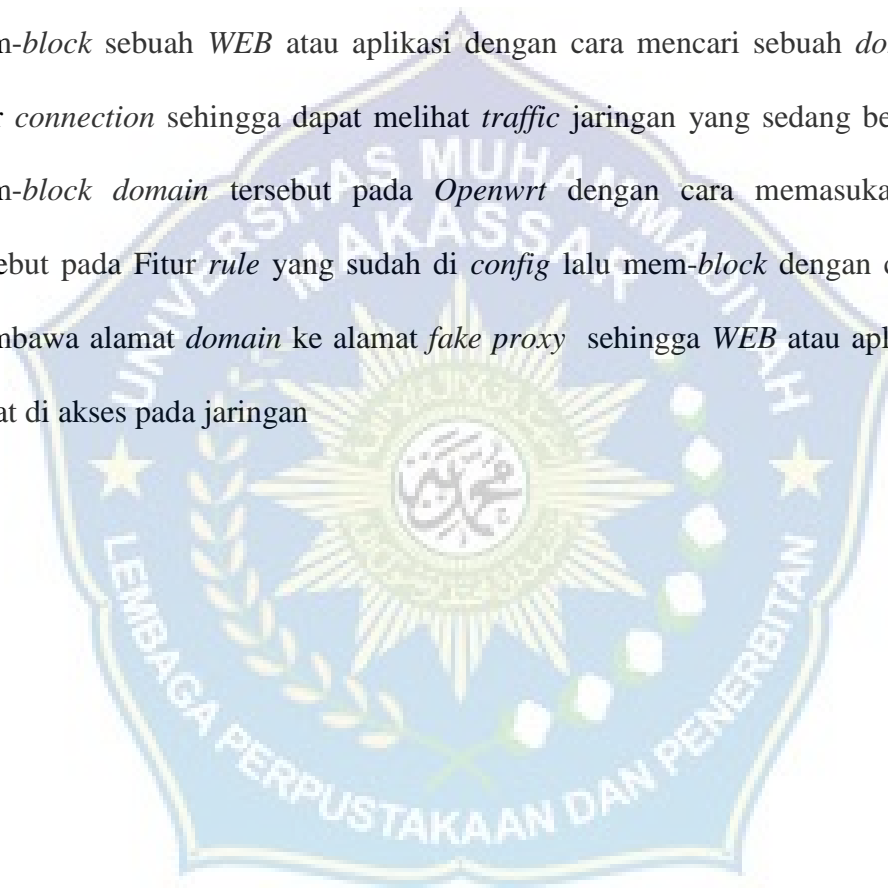 m-block sebuah WEB atau aplikasi dengan cara mencari sebuah do
r connection sehingga dapat melihat traffic jaringan yang sedang be
m-block domain tersebut pada Openwrt dengan cara memasuka
ebut pada Fitur rule yang sudah di config lalu mem-block dengan c
mbawa alamat domain ke alamat fake proxy sehingga WEB atau apl
at di akses pada jaringan
UNIVERSITAS MUHAMMADIYAH
MAKASSAR
LEMBAGA PERPUSTAKAAN DAN PENERBITAN